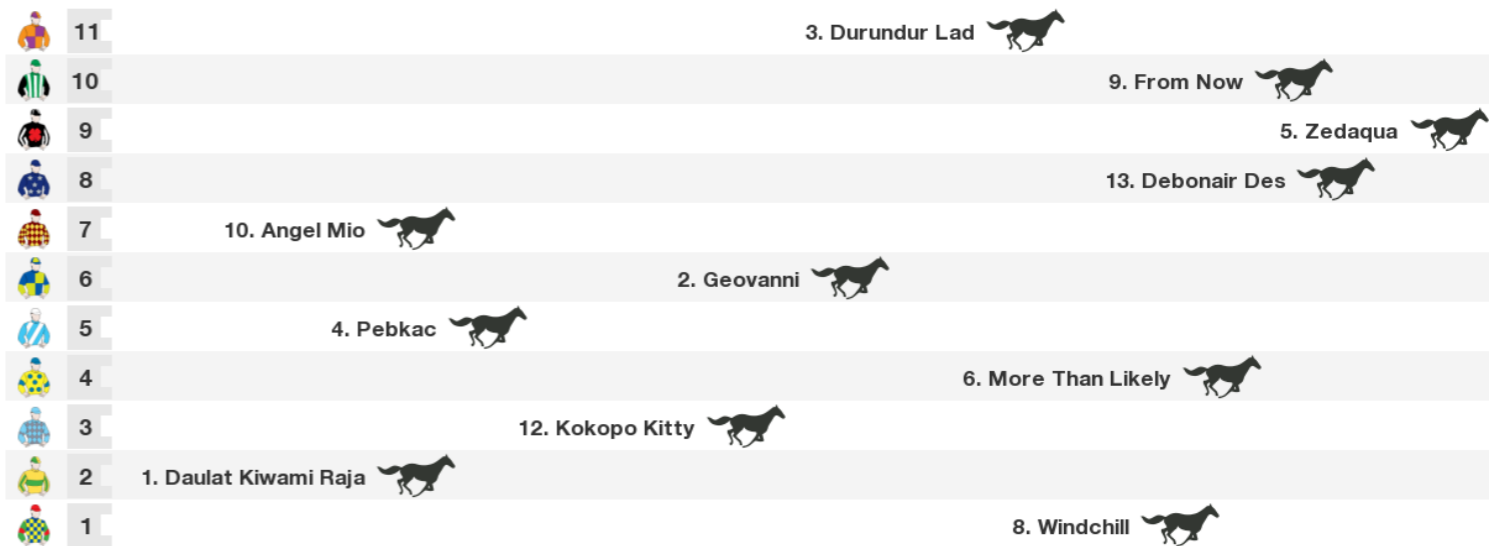 11 3. Durundur Lad
10 9. From Now
9 5. Zedaqua
8 13. Debonair Des
7 10. Angel Mio
6 2. Geovanni
5 4. Pebkac
4 6. More Than Likely
3 12. Kokopo Kitty
2 1. Daulat Kiwami Raja
1 8. Windchill